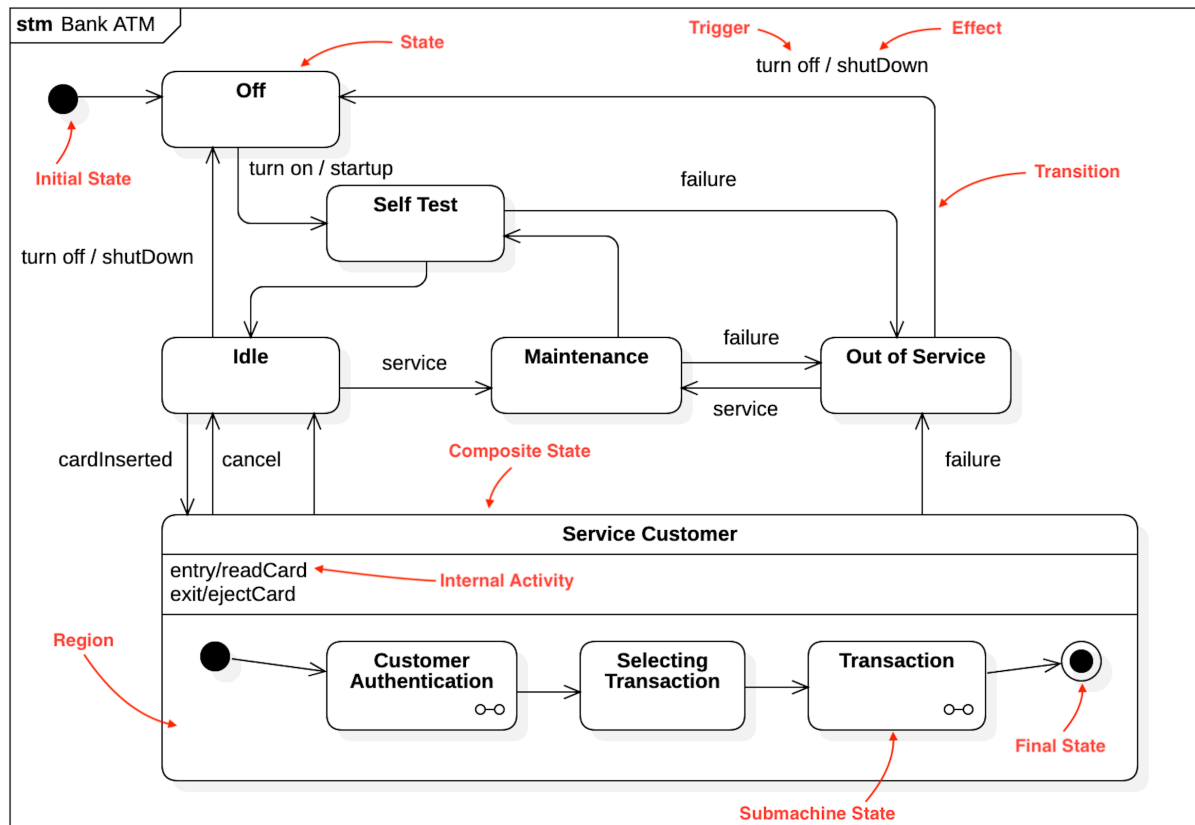 stm Bank ATM
State
Trigger
Effect
turn off / shutDown
Off
Initial State
turn on / startup
Self Test
failure
Transition
turn off / shutDown
Idle
service
Maintenance
failure
Out of Service
service
cardInserted
cancel
Composite State
failure
Service Customer
entry/readCard
exit/ejectCard
Internal Activity
Region
Customer
Authentication
Selecting
Transaction
Transaction
Final State
Submachine State